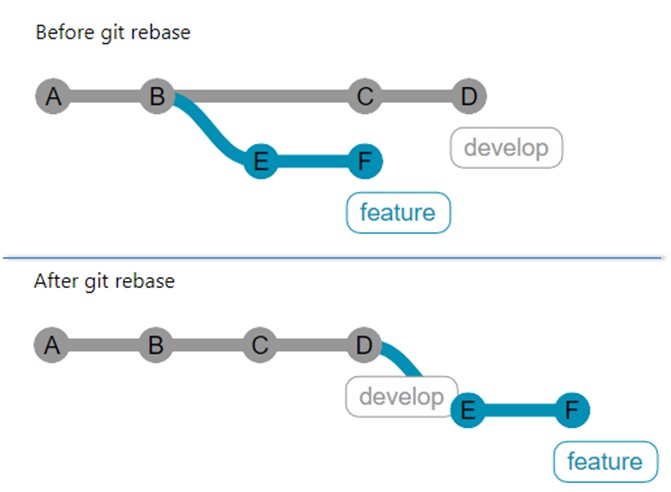 Before git rebase
A B C D
develop
E F
feature
After git rebase
A B C D
develop
E F
feature